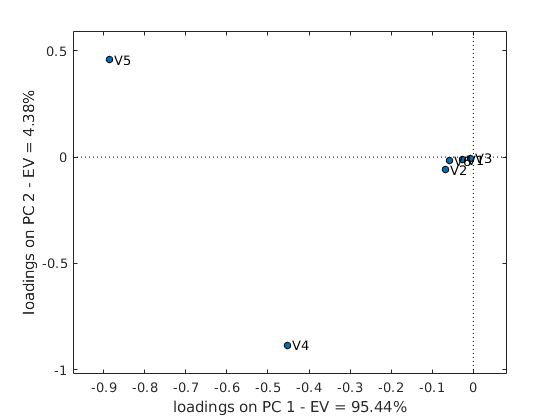 0.5
V5
0
V3
V2
-0.5
V4
-1
-0.9 -0.8 -0.7 -0.6 -0.5 -0.4 -0.3 -0.2 -0.1 0
loadings on PC 1 - EV = 95.44%
loadings on PC 2 - EV = 4.38%